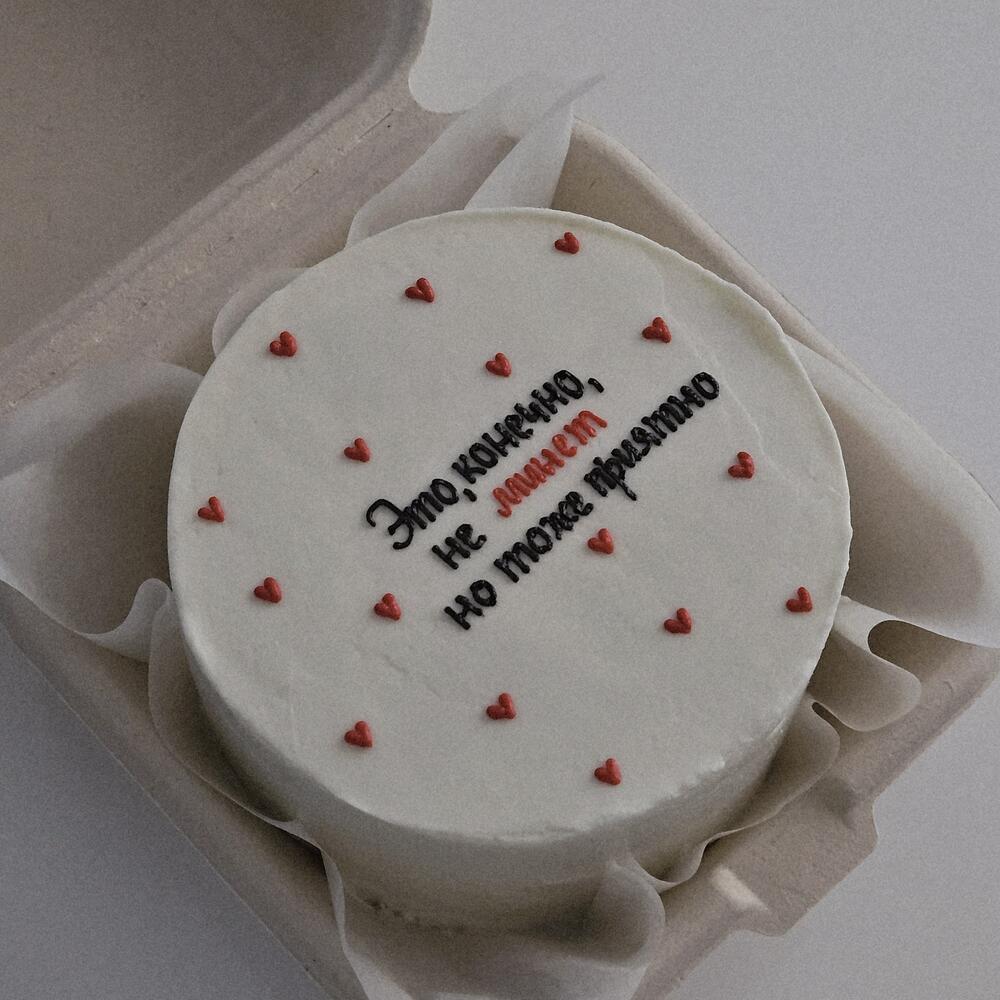 Это, конечно,
не минет
но тоже приятно